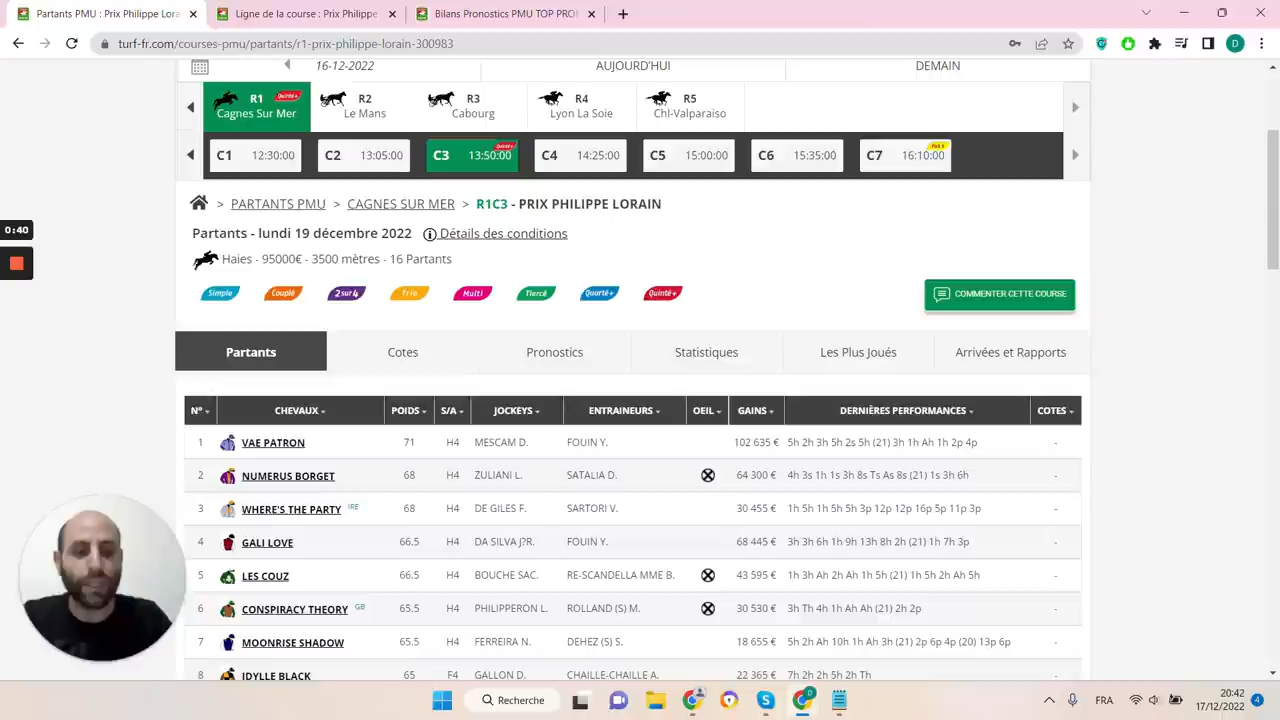 Partants PMU : Prix Philippe Lorain
Ligne de la course : Prix Philippe
Bilans Pronostics PMU TOP PRO
turf-fr.com/courses-pmu/partants/r1-prix-philippe-lorain-300983
D
16-12-2022 AUJOURD'HUI DEMAIN
R1 Quinté+ R2 R3 R4 R5
Cagnes Sur Mer Le Mans Cabourg Lyon La Soie Chl-Valparaiso
C1 12:30:00 C2 13:05:00 C3 13:50:00 Quinté+ C4 14:25:00 C5 15:00:00 C6 15:35:00 C7 16:10:00 Pick 5
> PARTANTS PMU > CAGNES SUR MER > R1C3 - PRIX PHILIPPE LORAIN
0:40
Partants - lundi 19 décembre 2022 Détails des conditions
Haies - 95000€ - 3500 mètres - 16 Partants
Simple Couplé 2sur4 Trio Multi Tiercé Quarté+ Quinté+
COMMENTER CETTE COURSE
Partants Cotes Pronostics Statistiques Les Plus Joués Arrivées et Rapports
N° CHEVAUX POIDS S/A JOCKEYS ENTRAINEURS OEIL GAINS DERNIÈRES PERFORMANCES COTES
1 VAE PATRON 71 H4 MESCAM D. FOUIN Y. 102 635 € 5h 2h 3h 5h 2s 5h (21) 3h 1h Ah 1h 2p 4p -
2 NUMERUS BORGET 68 H4 ZULIANI L. SATALIA D. 64 300 € 4h 3s 1h 1s 3h 8s Ts As 8s (21) 1s 3h 6h -
3 WHERE'S THE PARTY IRE 68 H4 DE GILES F. SARTORI V. 30 455 € 1h 5h 1h 5h 5h 3p 12h 12p 16p 5p 11p 3p -
4 GALI LOVE 66.5 H4 DA SILVA J?R. FOUIN Y. 68 445 € 3h 3h 6h 1h 9h 13h 8h 2h (21) 1h 7h 3p -
5 LES COUZ 66.5 H4 BOUCHE SAC. RE-SCANDELLA MME B. 43 595 € 1h 3h Ah 2h Ah 1h 5h (21) 1h 5h 2h Ah 5h -
6 CONSPIRACY THEORY GB 65.5 H4 PHILIPPERON L. ROLLAND (S) M. 30 530 € 3h Th 4h 1h Ah Ah (21) 2h 2p -
7 MOONRISE SHADOW 65.5 H4 FERREIRA N. DEHEZ (S) S. 18 655 € 5h 2h Ah 10h 1h Ah 3h (21) 2p 6p 4p (20) 13p 6p -
8 IDYLLE BLACK 65 F4 GALLON D. CHAILLE-CHAILLE A. 22 365 € 7h 2h 2h 5h 2h Th -
Recherche
FRA
20:42
17/12/2022
4